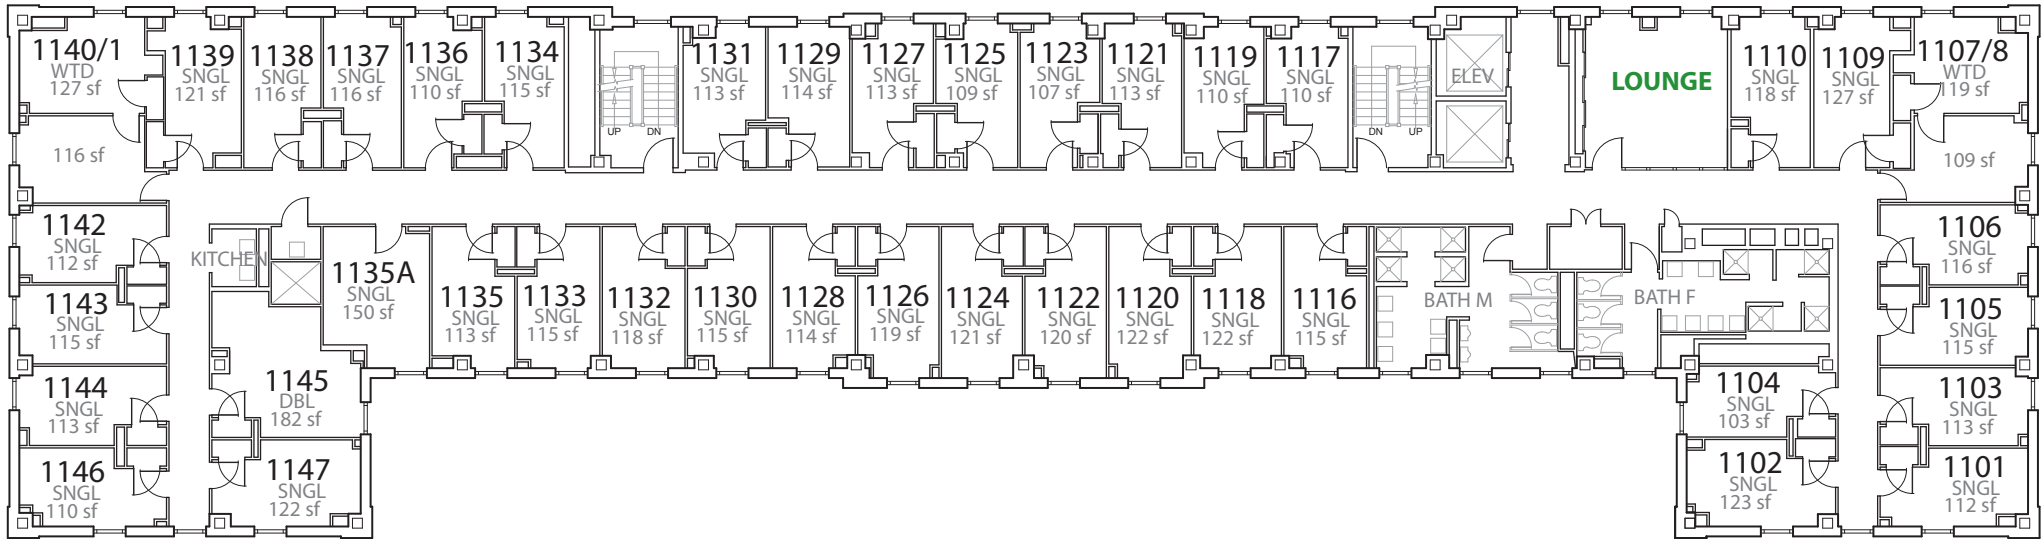 1140/1
WTD
127 sf
116 sf
1139
SNGL
121 sf
1138
SNGL
116 sf
1137
SNGL
116 sf
1136
SNGL
110 sf
1134
SNGL
115 sf
UP
DN
1131
SNGL
113 sf
1129
SNGL
114 sf
1127
SNGL
113 sf
1125
SNGL
109 sf
1123
SNGL
107 sf
1121
SNGL
113 sf
1119
SNGL
110 sf
1117
SNGL
110 sf
DN
UP
ELEV
LOUNGE
1110
SNGL
118 sf
1109
SNGL
127 sf
1107/8
WTD
119 sf
109 sf
1142
SNGL
112 sf
KITCHEN
1135A
SNGL
150 sf
1135
SNGL
113 sf
1133
SNGL
115 sf
1132
SNGL
118 sf
1130
SNGL
115 sf
1128
SNGL
114 sf
1126
SNGL
119 sf
1124
SNGL
121 sf
1122
SNGL
120 sf
1120
SNGL
122 sf
1118
SNGL
122 sf
1116
SNGL
115 sf
BATH M
BATH F
1106
SNGL
116 sf
1143
SNGL
115 sf
1105
SNGL
115 sf
1144
SNGL
113 sf
1145
DBL
182 sf
1104
SNGL
103 sf
1103
SNGL
113 sf
1146
SNGL
110 sf
1147
SNGL
122 sf
1102
SNGL
123 sf
1101
SNGL
112 sf